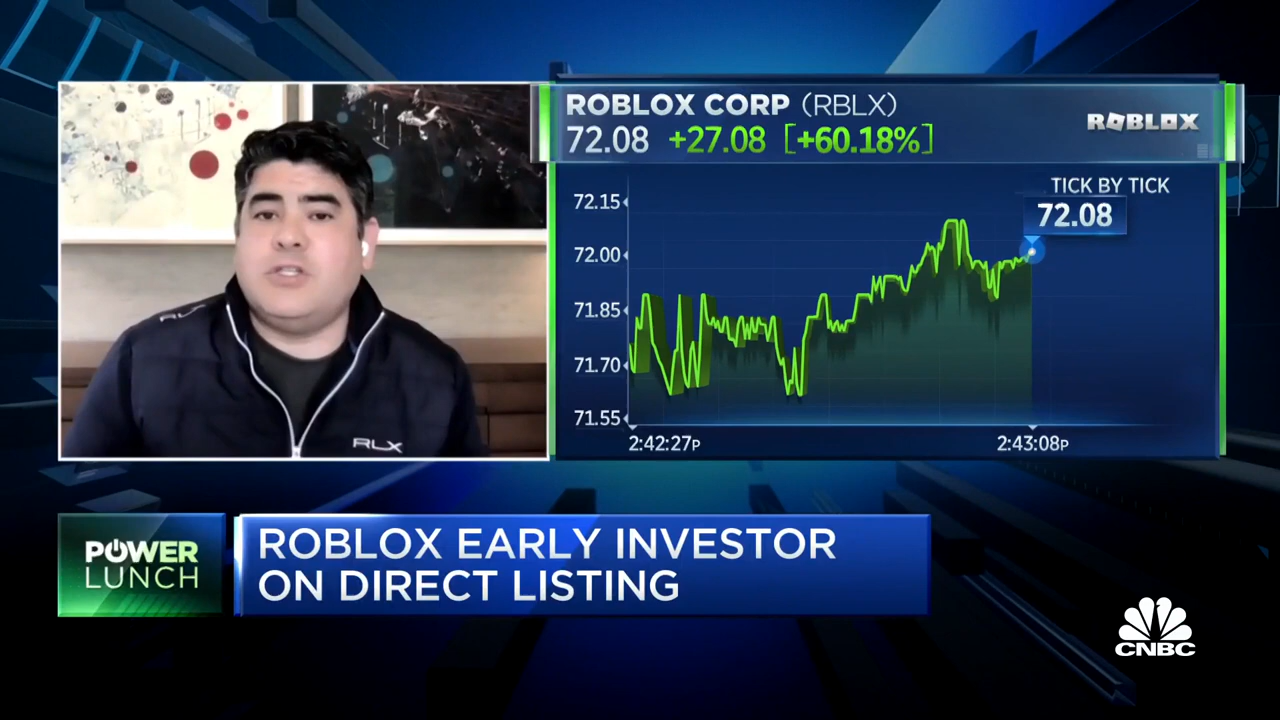 ROBLOX CORP (RBLX)
72.08 +27.08 [+60.18%]
ROBLOX
TICK BY TICK
72.08
72.15
72.00
71.85
71.70
71.55
2:42:27P
2:43:08P
RLX
RLX
POWER
LUNCH
ROBLOX EARLY INVESTOR
ON DIRECT LISTING
CNBC